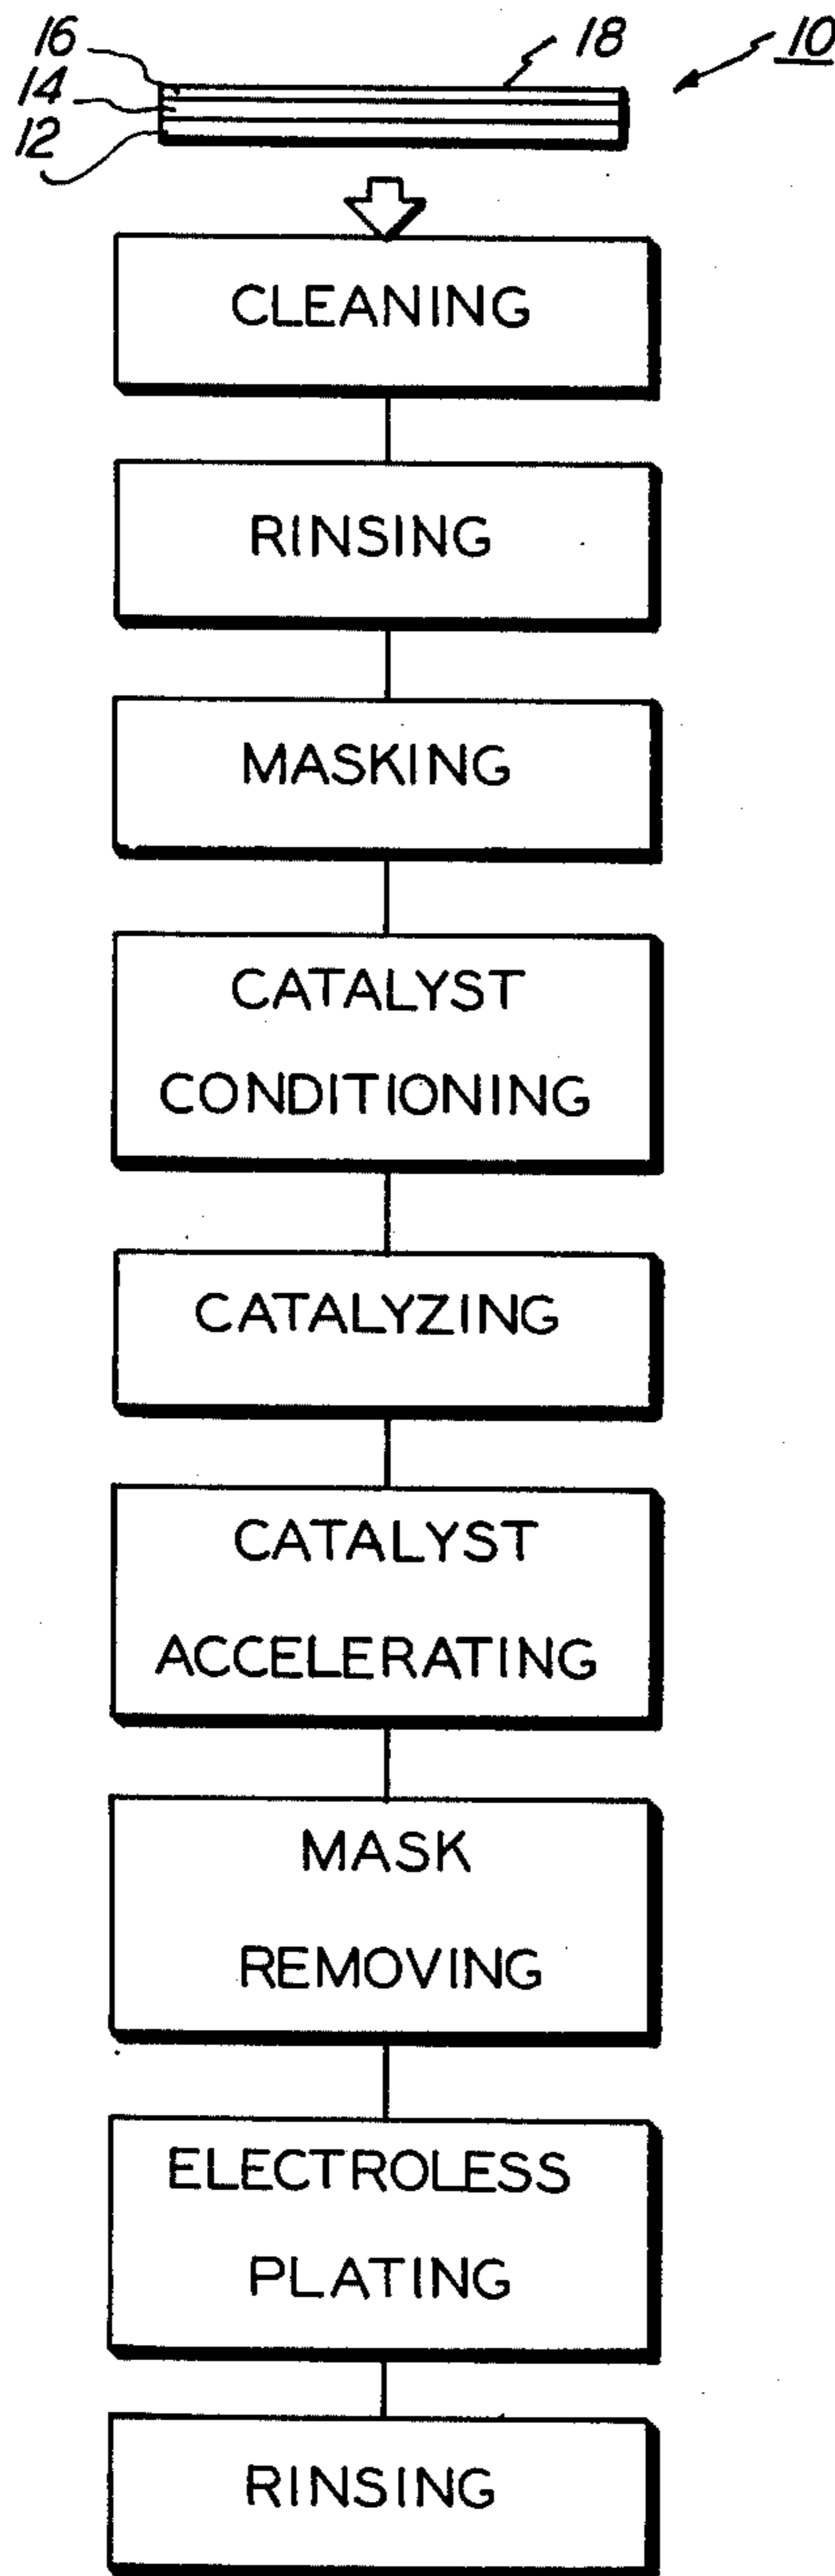 16
18
10
14
12
CLEANING
RINSING
MASKING
CATALYST
CONDITIONING
CATALYZING
CATALYST
ACCELERATING
MASK
REMOVING
ELECTROLESS
PLATING
RINSING